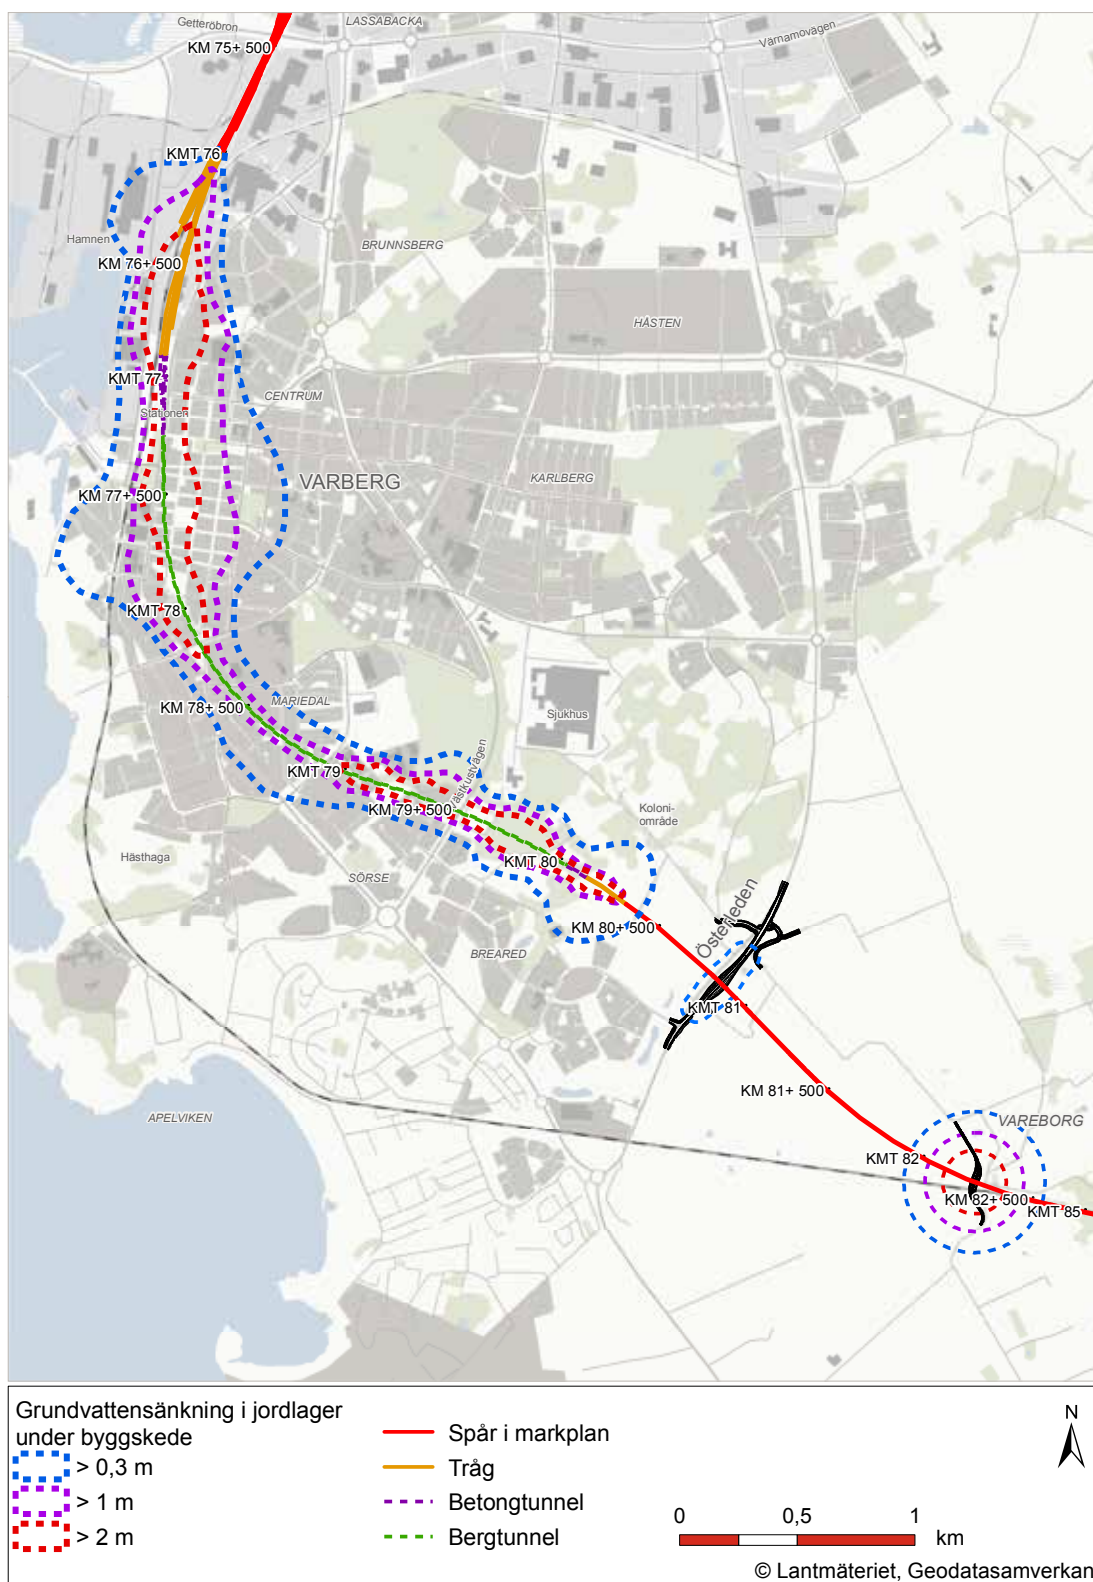 Getteröbron
LASSABACKA
Värnamovägen
KM 75+ 500
KMT 76
Hamnen
BRUNNSBERG
KM 76+ 500
HÅSTEN
KMT 77
CENTRUM
Stationen
KARLBERG
VARBERG
KM 77+ 500
KMT 78
MARIEDAL
KM 78+ 500
Sjukhus
Västkustvägen
KMT 79
KM 79+ 500
Koloni-
område
Hästhaga
KMT 80
SÖRSE
Österleden
KM 80+ 500
BREARED
KMT 81
KM 81+ 500
APELVIKEN
VAREBORG
KMT 82
KM 82+ 500
KMT 85
Grundvattensänkning i jordlager
under byggskede
> 0,3 m
> 1 m
> 2 m
Spår i markplan
Tråg
Betongtunnel
Bergtunnel
N
0 0,5 1
km
© Lantmäteriet, Geodatasamverkan